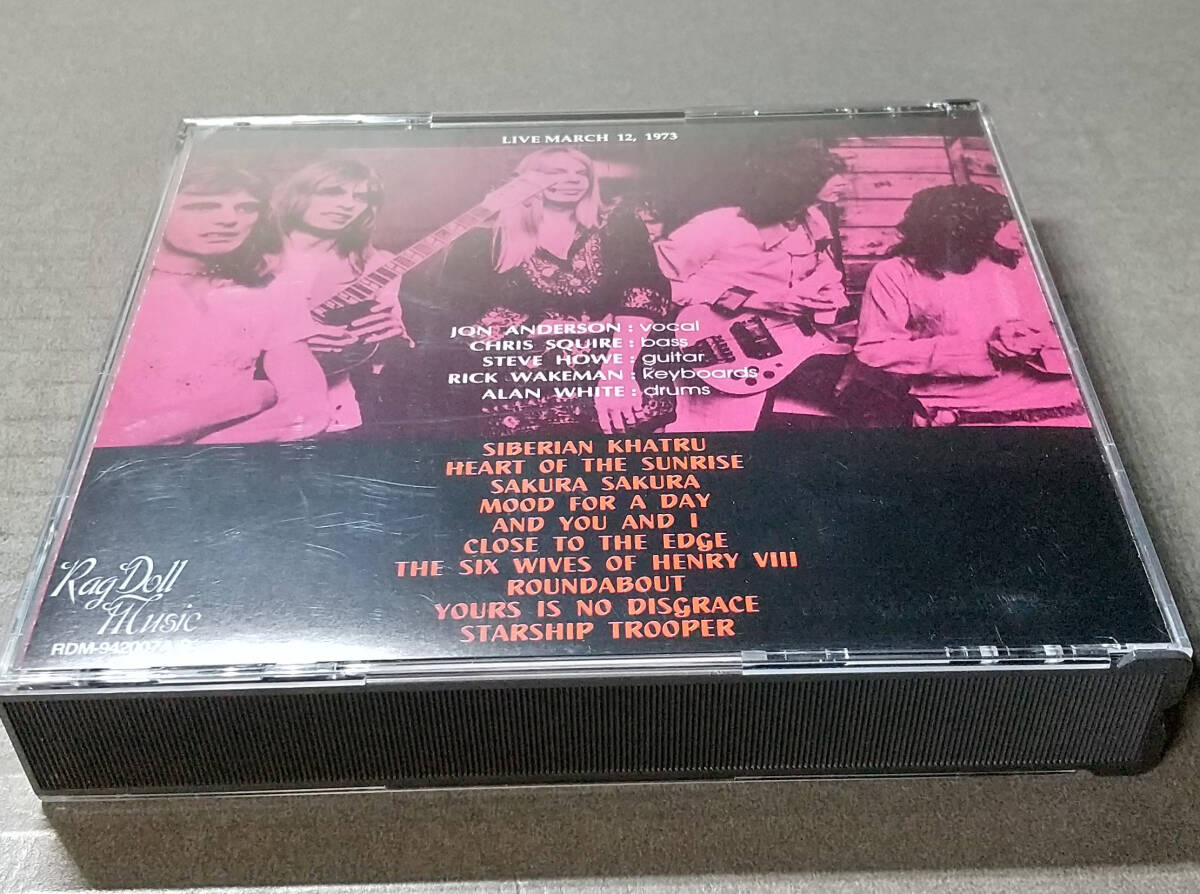 LIVE MARCH 12, 1973
JON ANDERSON : vocal
CHRIS SQUIRE : bass
STEVE HOWE : guitar
RICK WAKEMAN : keyboards
ALAN WHITE : drums
SIBERIAN KHATRU
HEART OF THE SUNRISE
SAKURA SAKURA
MOOD FOR A DAY
AND YOU AND I
CLOSE TO THE EDGE
THE SIX WIVES OF HENRY VIII
ROUNDABOUT
YOURS IS NO DISGRACE
STARSHIP TROOPER
Rag Doll
Music